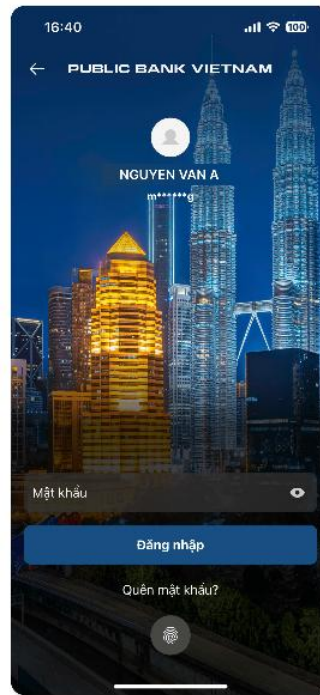 16:40
100
PUBLIC BANK VIETNAM
NGUYEN VAN A
m******g
Mật khẩu
Đăng nhập
Quên mật khẩu?